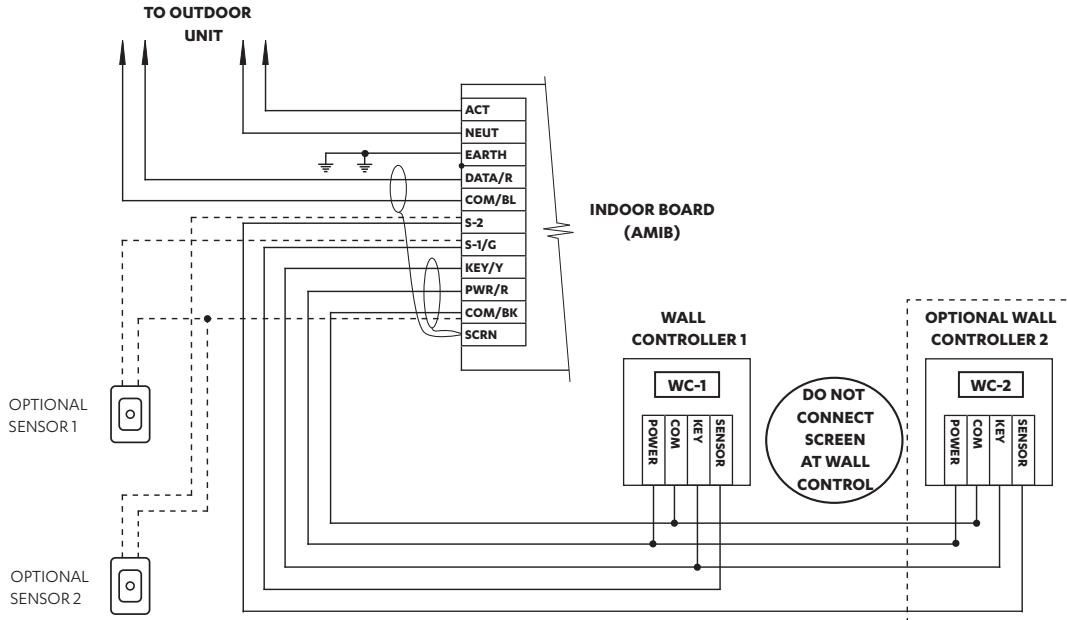 TO OUTDOOR
UNIT
ACT
NEUT
EARTH
DATA/R
COM/BL
S-2
S-1/G
KEY/Y
PWR/R
COM/BK
SCRN
INDOOR BOARD
(AMIB)
WALL
CONTROLLER 1
WC-1
POWER
COM
KEY
SENSOR
DO NOT
CONNECT
SCREEN
AT WALL
CONTROL
OPTIONAL WALL
CONTROLLER 2
WC-2
POWER
COM
KEY
SENSOR
OPTIONAL
SENSOR 1
OPTIONAL
SENSOR 2